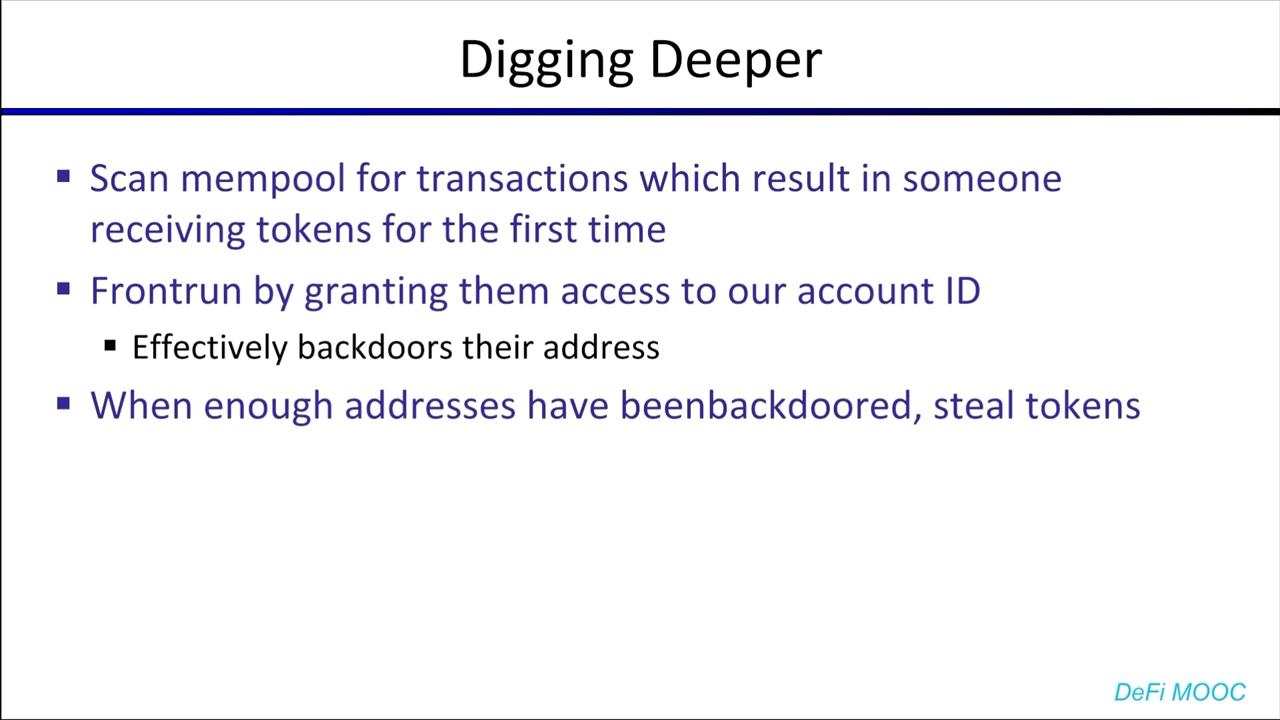 Digging Deeper
▪ Scan mempool for transactions which result in someone
receiving tokens for the first time
▪ Frontrun by granting them access to our account ID
▪ Effectively backdoors their address
▪ When enough addresses have beenbackdoored, steal tokens
DeFi MOOC